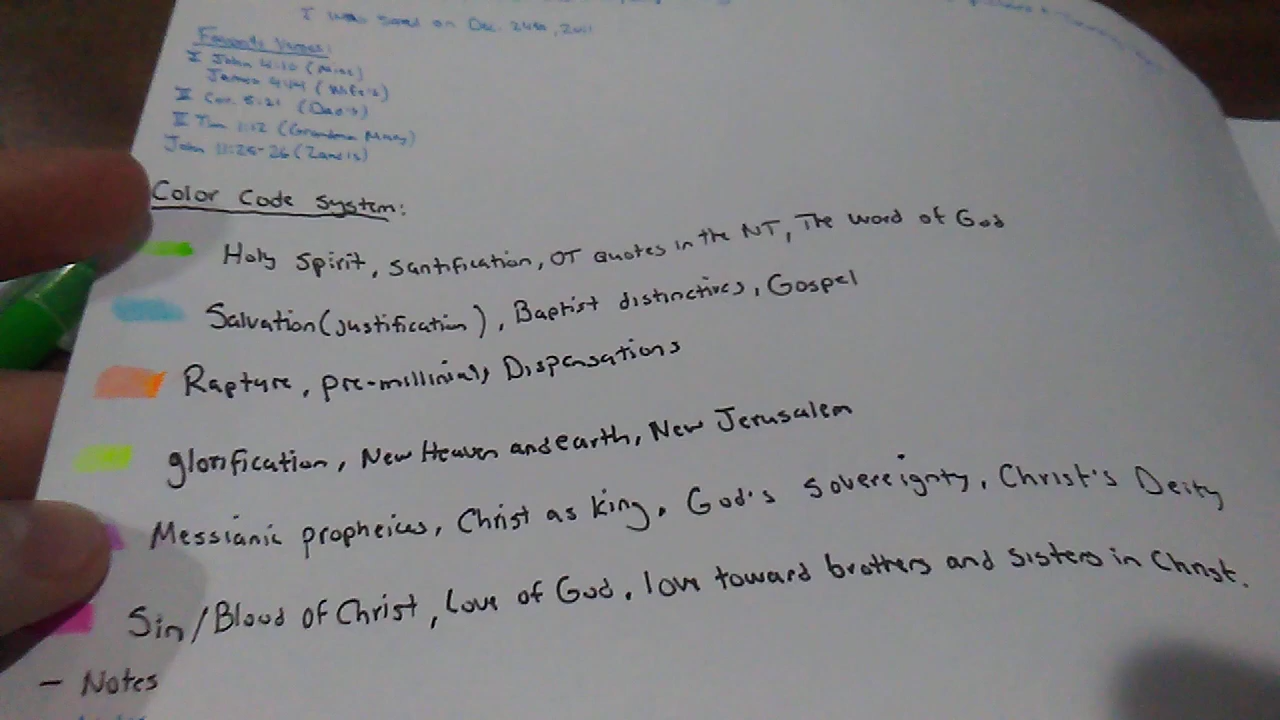 I was saved on Dec. 24th, 2011
Favorite Verses:
I John 4:10 (Mine)
James 4:14 (Wife's)
II Cor. 5:21 (Dad's)
II Tim 1:12 (Grandma Mary)
John 11:25-26 (Zane's)
Color Code System:
Holy Spirit, Santification, OT Quotes in the NT, The Word of God
Salvation (justification), Baptist distinctives, Gospel
Rapture, pre-millinial, Dispensations
glorification, New Heaven and earth, New Jerusalem
Messianic propheices, Christ as king, God's sovereignty, Christ's Deity
Sin/Blood of Christ, Love of God, love toward brothers and sisters in Christ.
- Notes